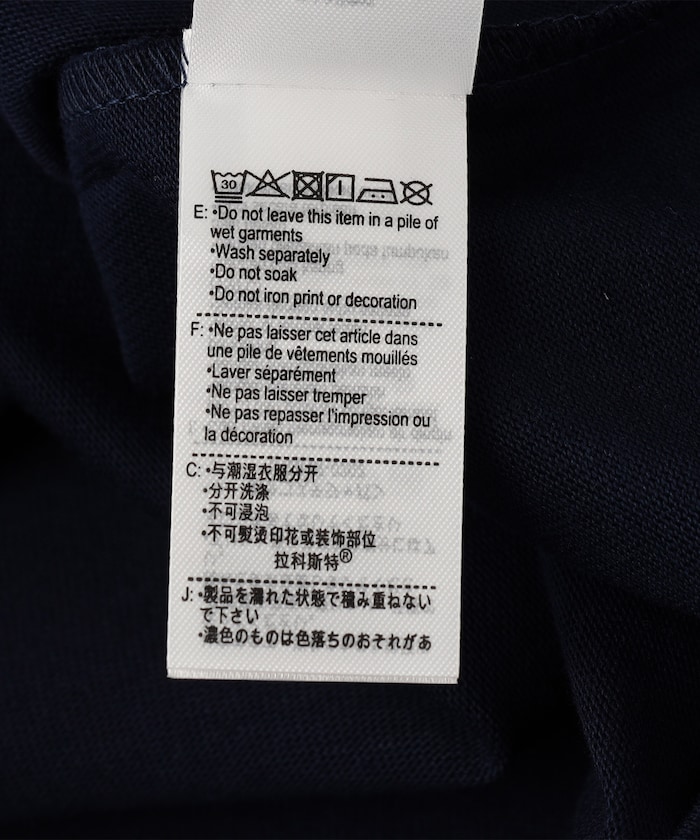 30
E: •Do not leave this item in a pile of
wet garments
•Wash separately
•Do not soak
•Do not iron print or decoration
F: •Ne pas laisser cet article dans
une pile de vêtements mouillés
•Laver séparément
•Ne pas laisser tremper
•Ne pas repasser l'impression ou
la décoration
C: •与潮湿衣服分开
•分开洗涤
•不可浸泡
•不可熨烫印花或装饰部位
拉科斯特®
J: •製品を濡れた状態で積み重ねない
で下さい
•濃色のものは色落ちのおそれがあ